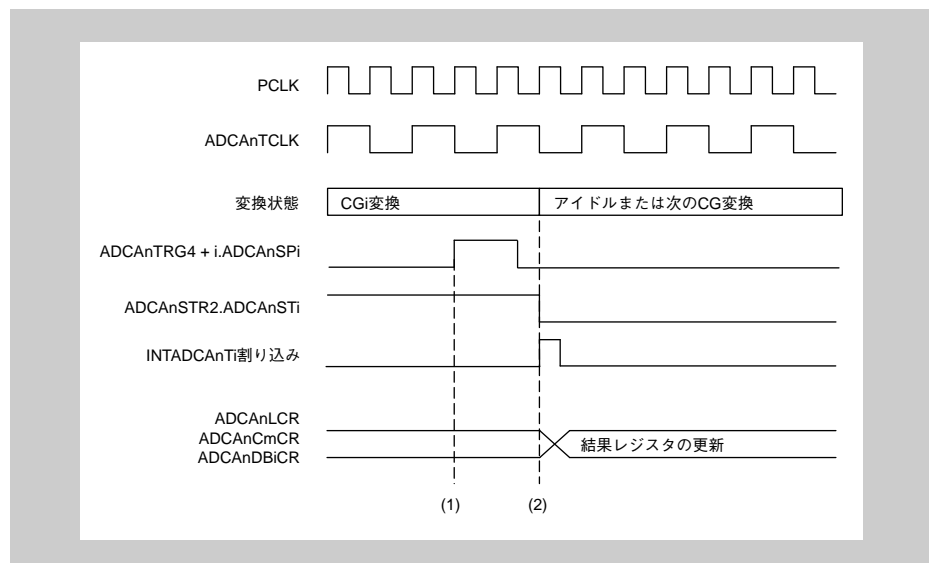 PCLK
ADCAnTCLK
変換状態
CGi変換
アイドルまたは次のCG変換
ADCAnTRG4 + i.ADCAnSPi
ADCAnSTR2.ADCAnSTi
INTADCAnTi割り込み
ADCAnLCR
ADCAnCmCR
ADCAnDBiCR
結果レジスタの更新
(1)
(2)